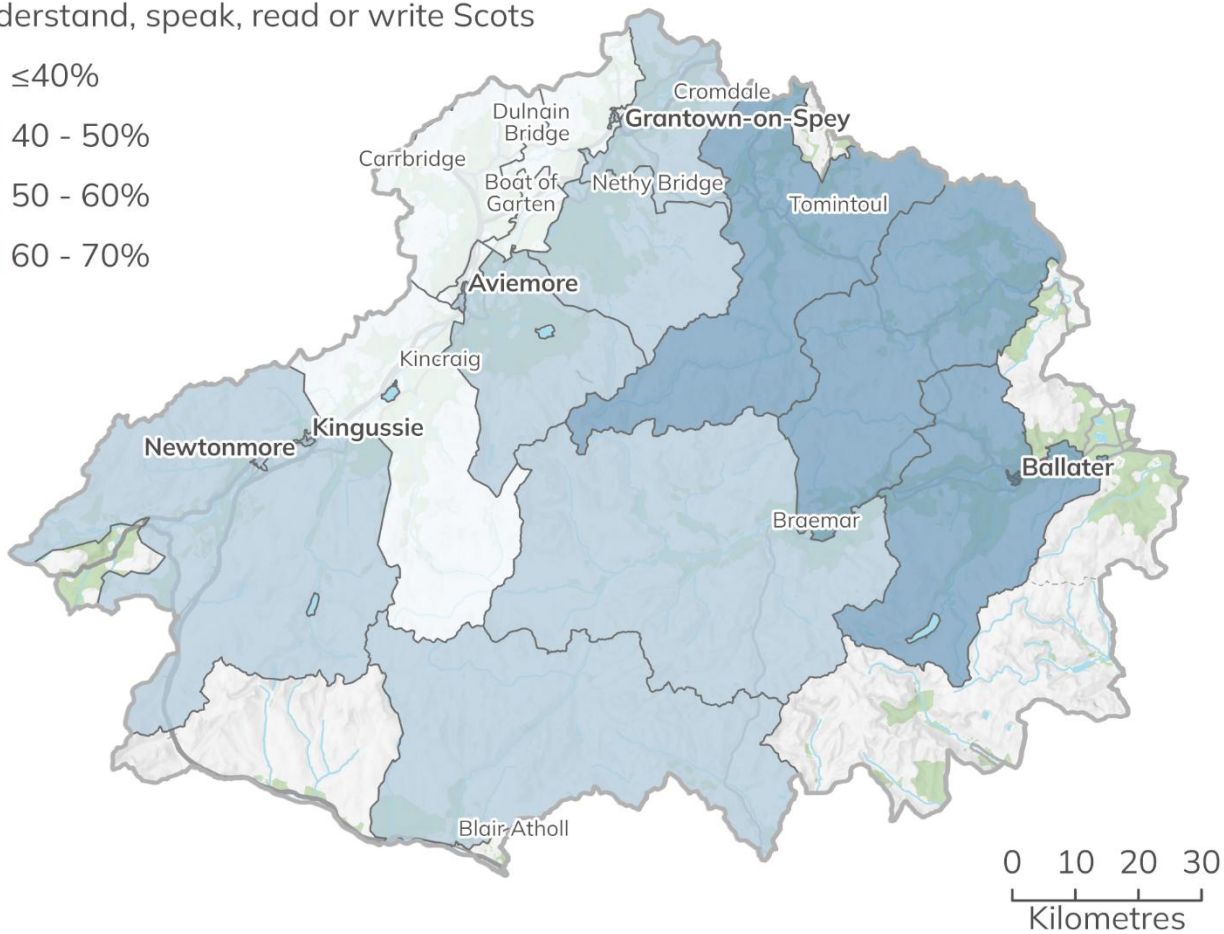 derstand, speak, read or write Scots
≤40%
40 - 50%
50 - 60%
60 - 70%
Cromdale
Dulnain
Bridge
Grantown-on-Spey
Carrbridge
Boat of
Garten
Nethy Bridge
Tomintoul
Aviemore
Kincraig
Kingussie
Newtonmore
Ballater
Braemar
Blair Atholl
0 10 20 30
Kilometres